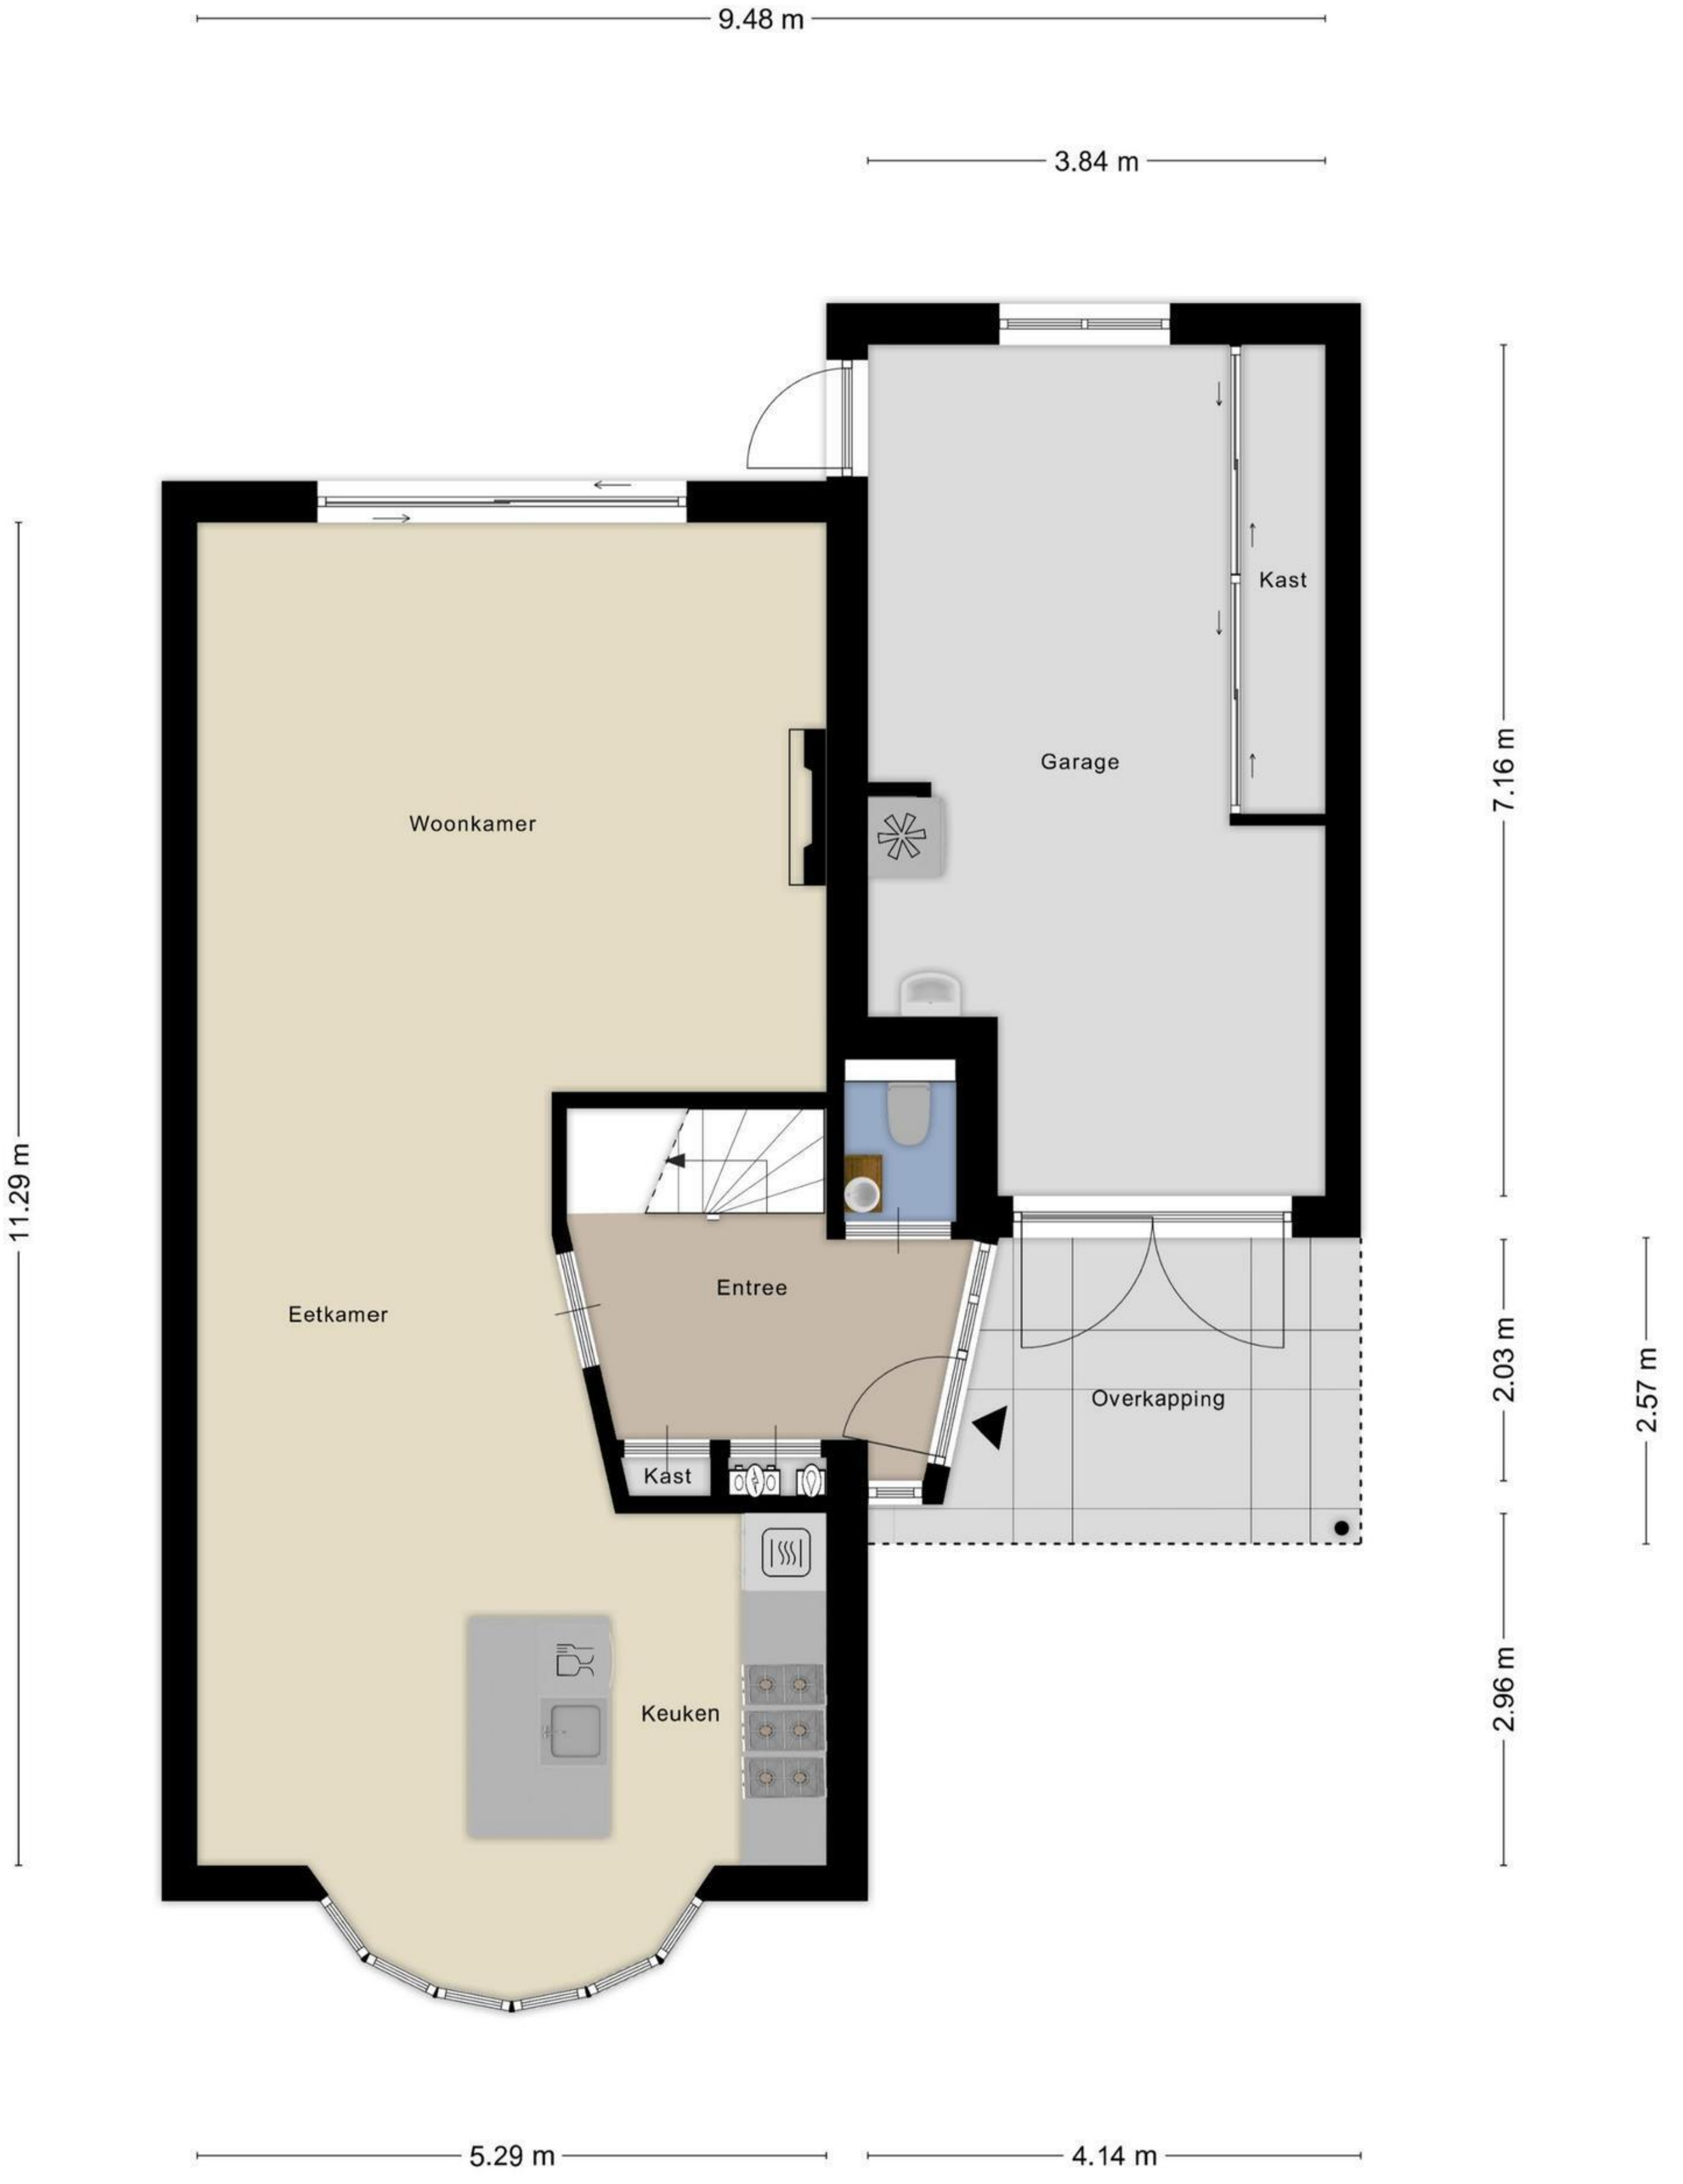 9.48 m
3.84 m
Kast
7.16 m
Garage
Woonkamer
11.29 m
Entree
Eetkamer
2.03 m
2.57 m
Overkapping
Kast
2.96 m
Keuken
5.29 m
4.14 m